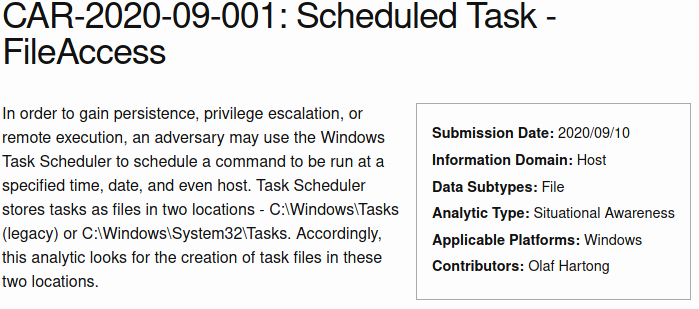 CAR-2020-09-001: Scheduled Task -
FileAccess
In order to gain persistence, privilege escalation, or
remote execution, an adversary may use the Windows
Task Scheduler to schedule a command to be run at a
specified time, date, and even host. Task Scheduler
stores tasks as files in two locations - C:\Windows\Tasks
(legacy) or C:\Windows\System32\Tasks. Accordingly,
this analytic looks for the creation of task files in these
two locations.
Submission Date: 2020/09/10
Information Domain: Host
Data Subtypes: File
Analytic Type: Situational Awareness
Applicable Platforms: Windows
Contributors: Olaf Hartong